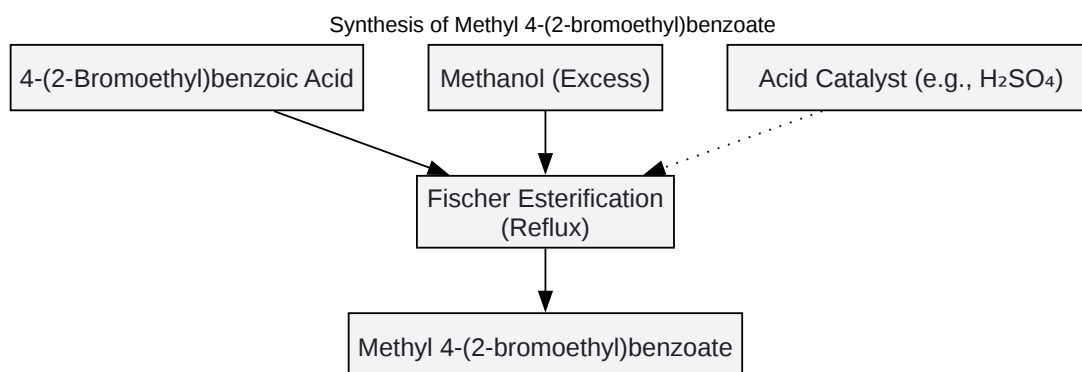 Synthesis of Methyl 4-(2-bromoethyl)benzoate
4-(2-Bromoethyl)benzoic Acid
Methanol (Excess)
Acid Catalyst (e.g., H₂SO₄)
Fischer Esterification
(Reflux)
Methyl 4-(2-bromoethyl)benzoate